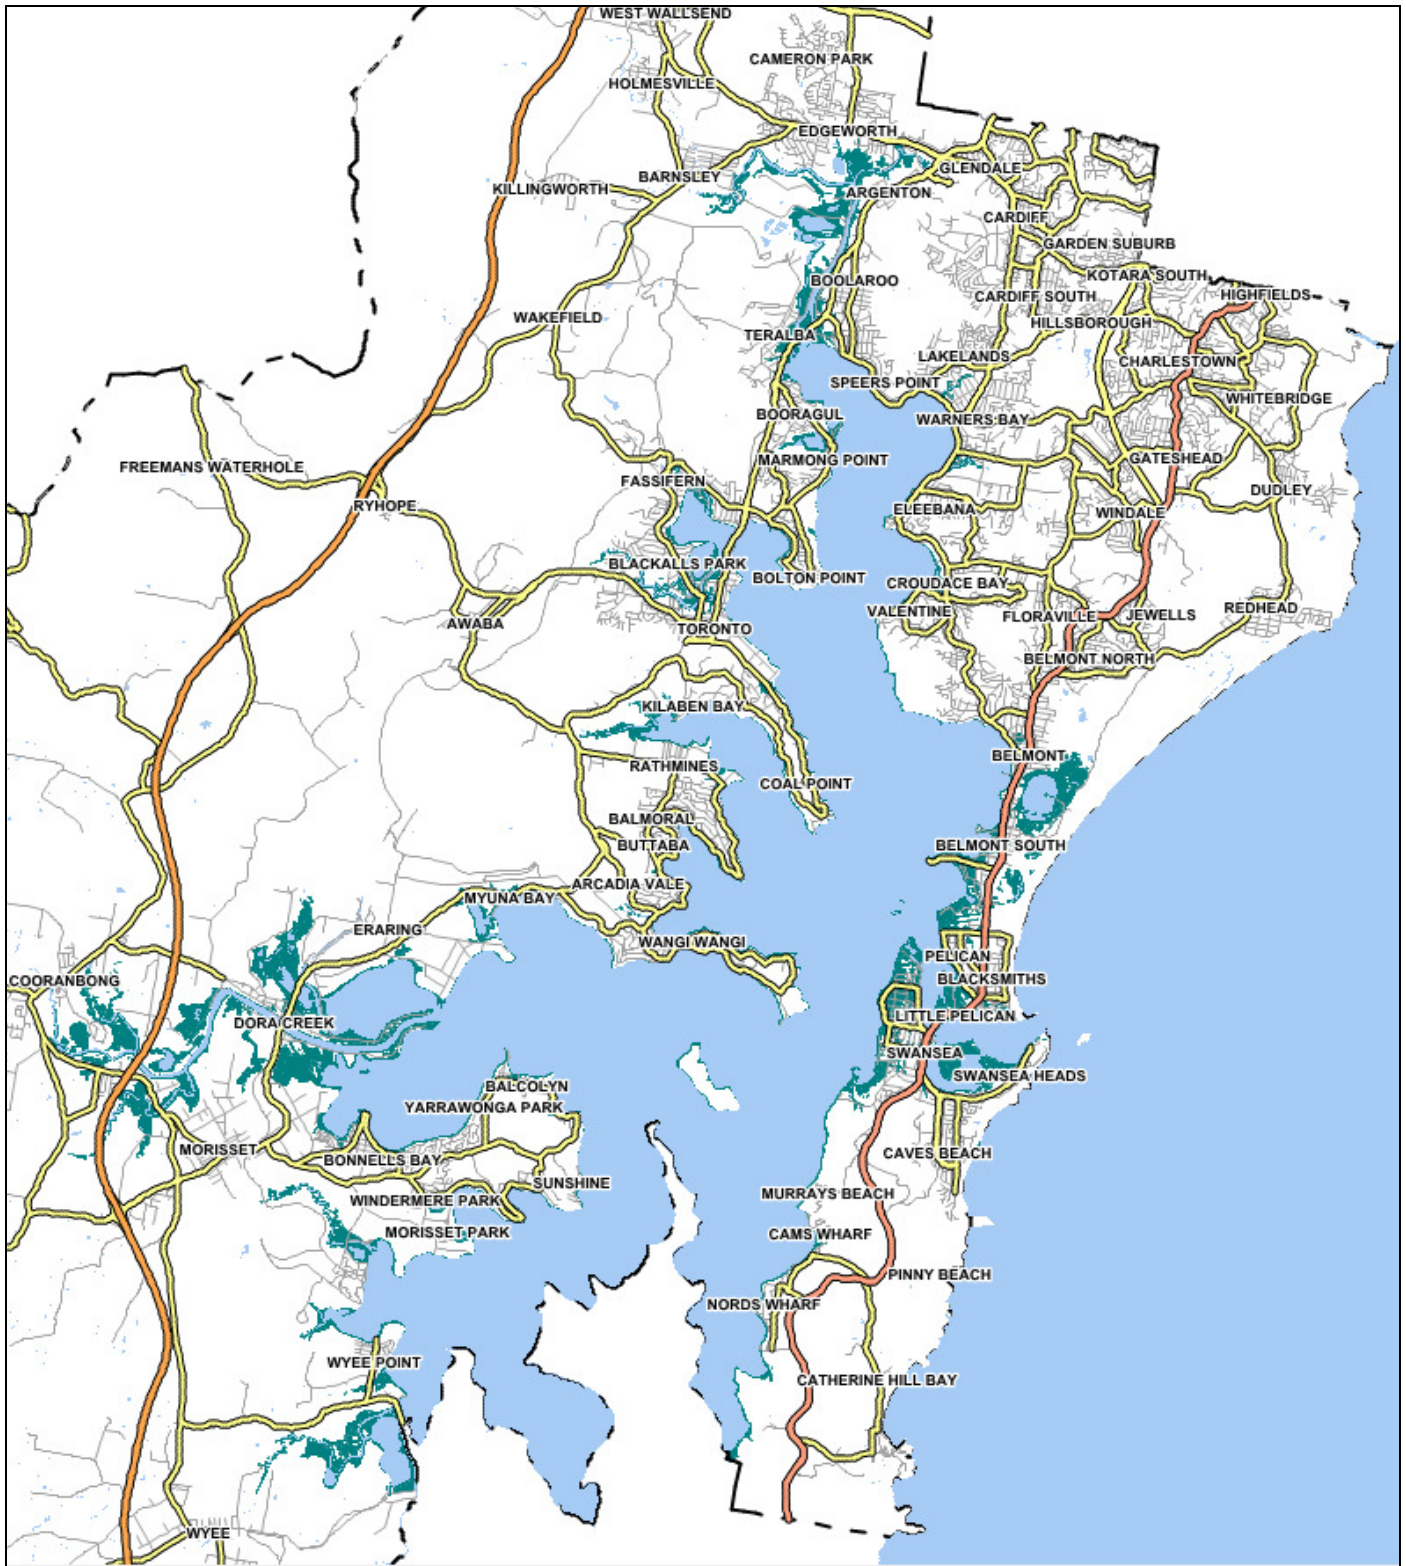 WEST WALLSEND
CAMERON PARK
HOLMESVILLE
EDGEWORTH
GLENDALE
BARNSLEY
KILLINGWORTH
ARGENTON
CARDIFF
GARDEN SUBURB
KOTARA SOUTH
BOOLAROO
HIGHFIELDS
CARDIFF SOUTH
WAKEFIELD
HILLSBOROUGH
TERALBA
LAKELANDS
CHARLESTOWN
SPEERS POINT
WHITEBRIDGE
BOORAGUL
WARNERS BAY
MARMONG POINT
GATESHEAD
FREEMANS WATERHOLE
FASSIFERN
DUDLEY
RYHOPE
ELEEBANA
WINDALE
BLACKALLS PARK
BOLTON POINT
CROUDACE BAY
VALENTINE
REDHEAD
FLORAVILLE
JEWELLS
AWABA
TORONTO
BELMONT NORTH
KILABEN BAY
BELMONT
RATHMINES
COAL POINT
BALMORAL
BUTTABA
BELMONT SOUTH
ARCADIA VALE
MYUNA BAY
ERARING
WANGI WANGI
PELICAN
COORANBONG
BLACKSMITHS
LITTLE PELICAN
DORA CREEK
SWANSEA
SWANSEA HEADS
BALCOLYN
YARRAWONGA PARK
MORISSET
CAVES BEACH
BONNELLS BAY
SUNSHINE
MURRAYS BEACH
WINDERMERE PARK
MORISSET PARK
CAMS WHARF
PINNY BEACH
NORDS WHARF
WYEE POINT
CATHERINE HILL BAY
WYEE